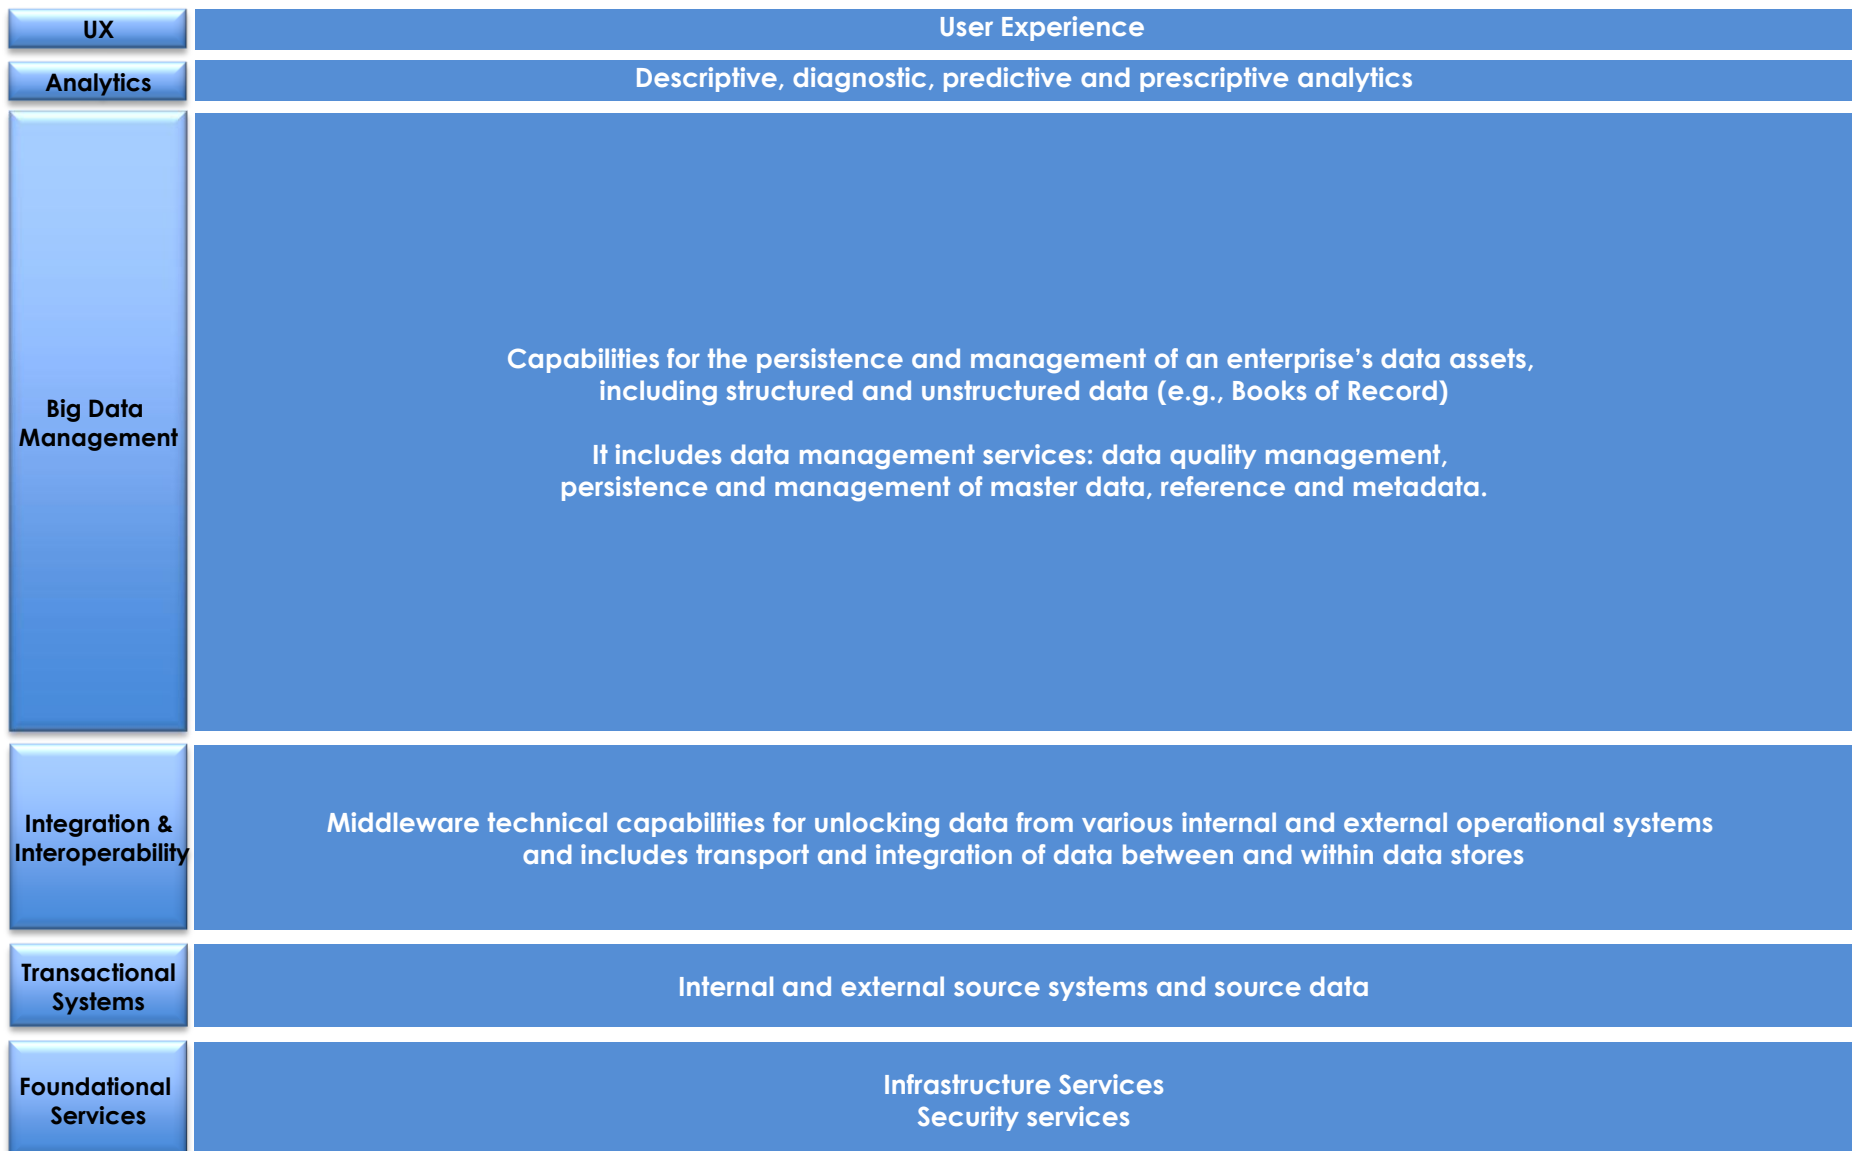 UX
User Experience
Analytics
Descriptive, diagnostic, predictive and prescriptive analytics
Big Data
Management
Capabilities for the persistence and management of an enterprise’s data assets,
including structured and unstructured data (e.g., Books of Record)
It includes data management services: data quality management,
persistence and management of master data, reference and metadata.
Integration &
Interoperability
Middleware technical capabilities for unlocking data from various internal and external operational systems
and includes transport and integration of data between and within data stores
Transactional
Systems
Internal and external source systems and source data
Foundational
Services
Infrastructure Services
Security services